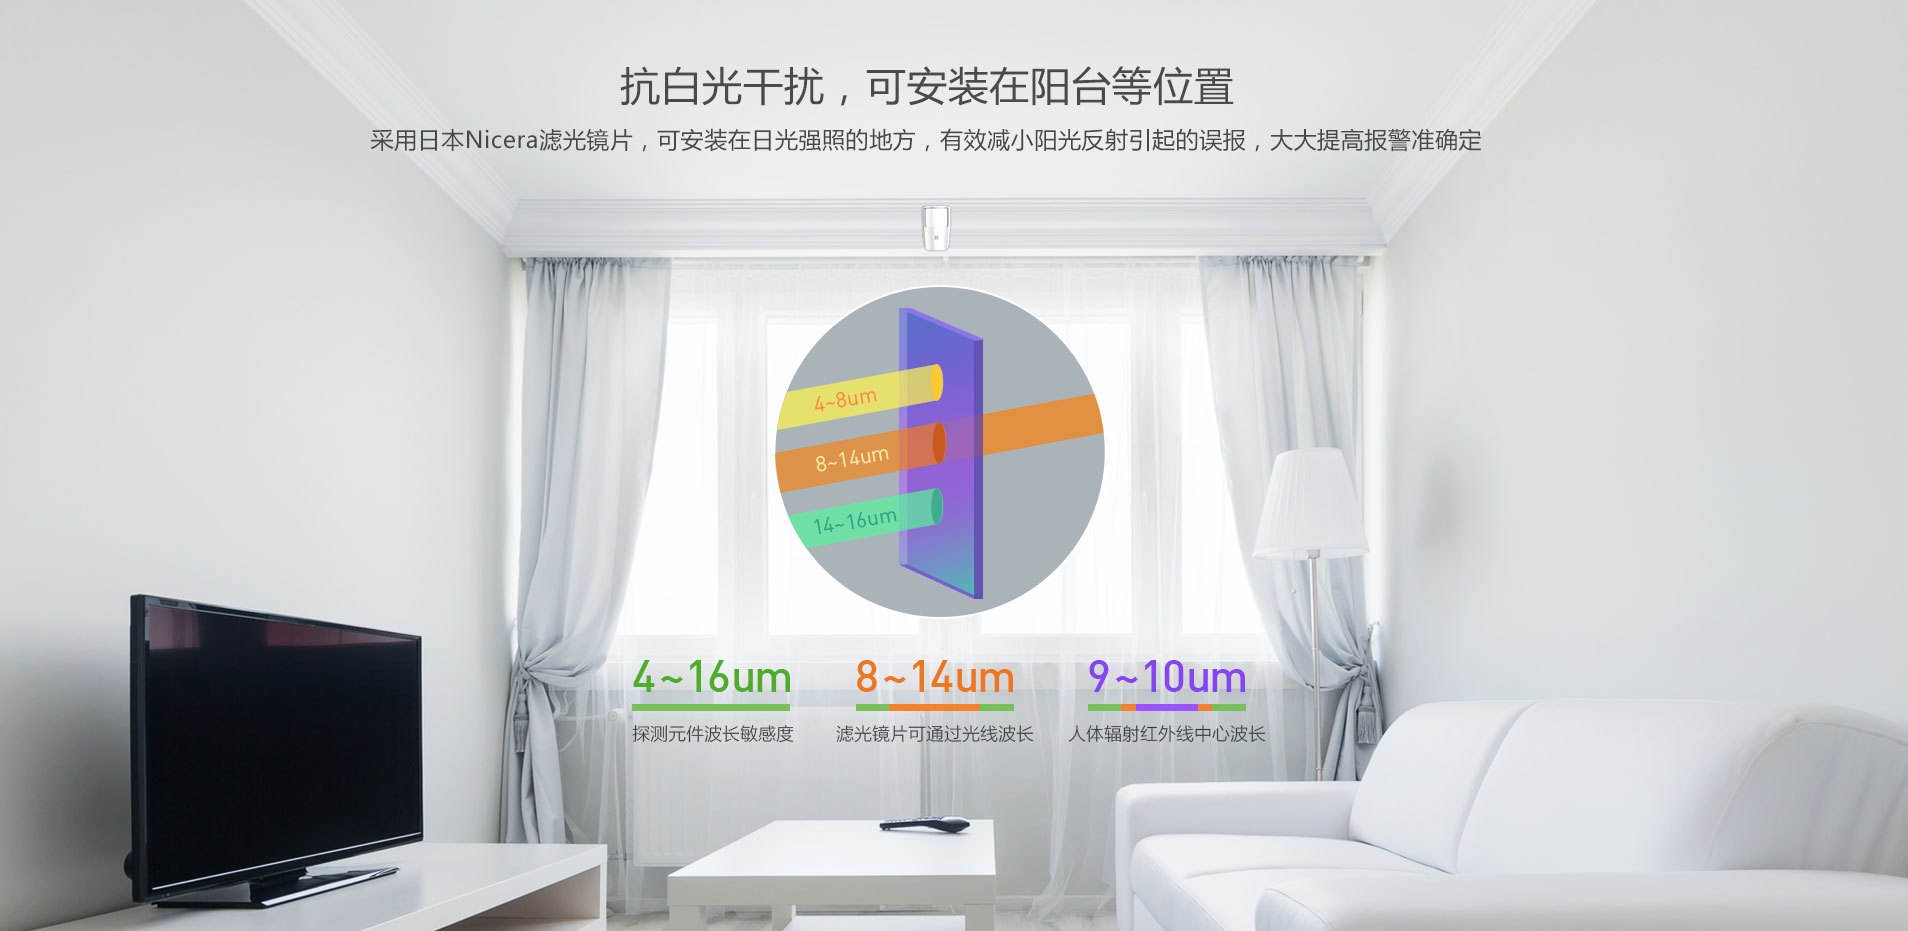 抗白光干扰，可安装在阳台等位置
采用日本Nicera滤光镜片，可安装在日光强照的地方，有效减小阳光反射引起的误报，大大提高报警准确定
4~8um
8~14um
14~16um
4~16um
8~14um
9~10um
探测元件波长敏感度
滤光镜片可通过光线波长
人体辐射红外线中心波长